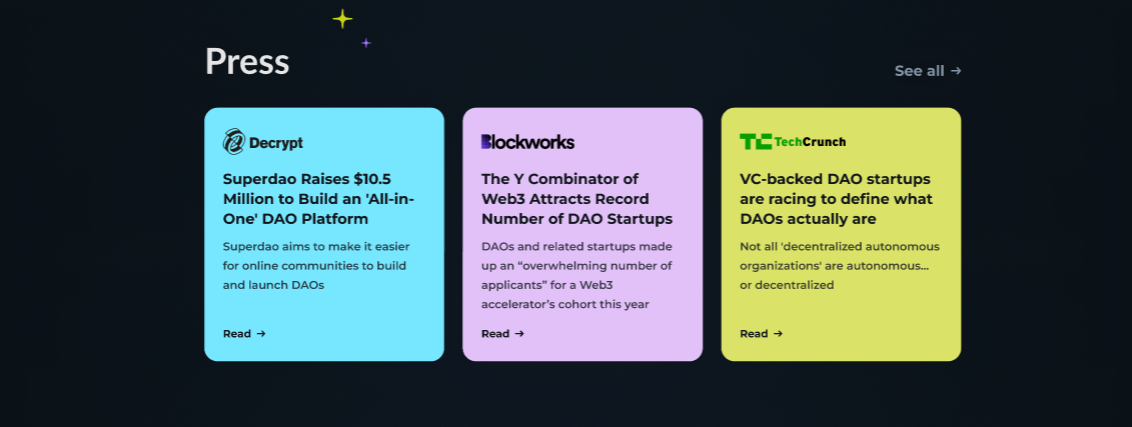 Press
See all →
Decrypt
Superdao Raises $10.5
Million to Build an 'All-in-
One' DAO Platform
Superdao aims to make it easier
for online communities to build
and launch DAOs
Read →
Blockworks
The Y Combinator of
Web3 Attracts Record
Number of DAO Startups
DAOs and related startups made
up an “overwhelming number of
applicants” for a Web3
accelerator’s cohort this year
Read →
TC TechCrunch
VC-backed DAO startups
are racing to define what
DAOs actually are
Not all 'decentralized autonomous
organizations' are autonomous...
or decentralized
Read →